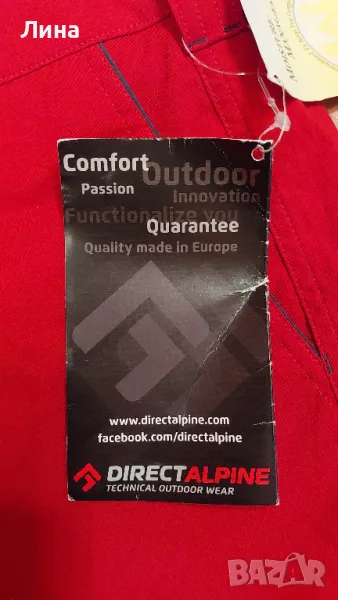 Лина
Comfort
Outdoor
Passion
Innovation
Functionalize you
Quarantee
Quality made in Europe
www.directalpine.com
facebook.com/directalpine
DIRECTALPINE
TECHNICAL OUTDOOR WEAR
BAZAR